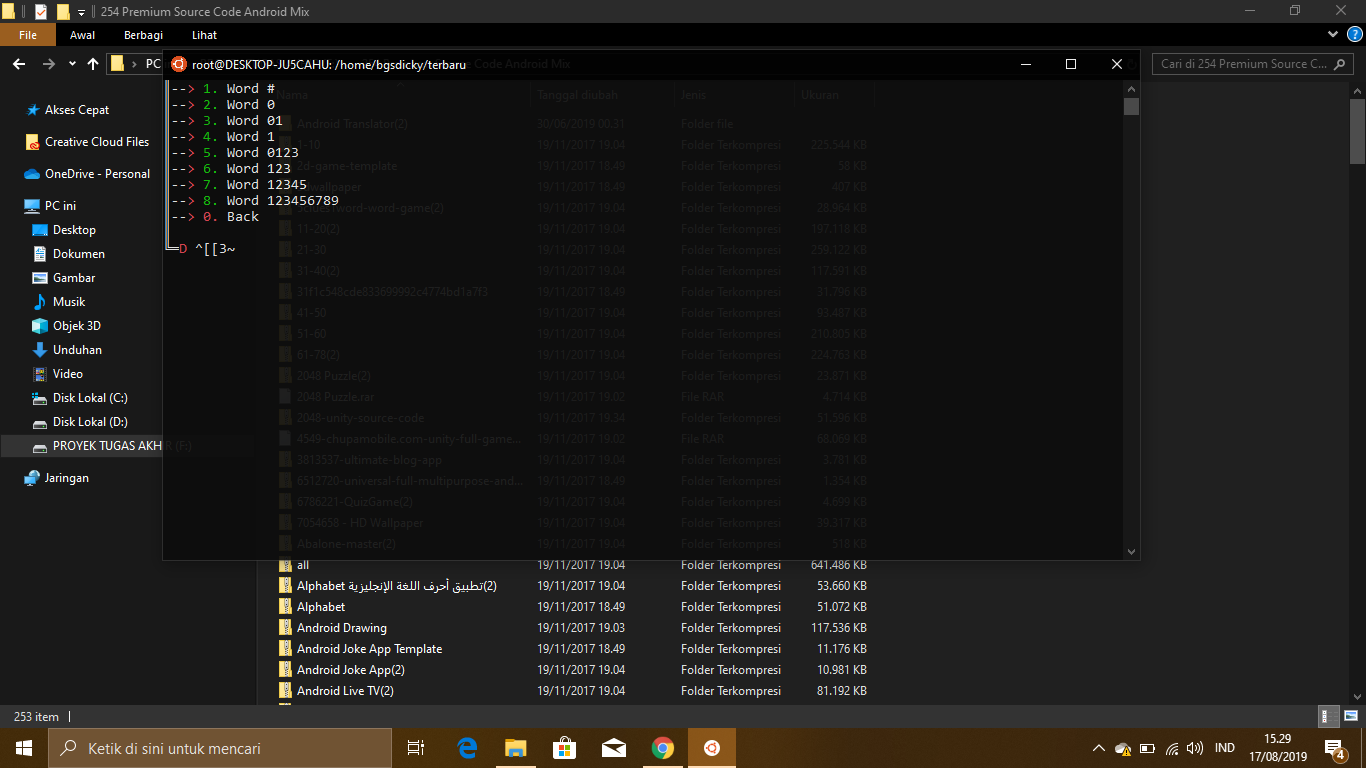 254 Premium Source Code Android Mix
File Awal Berbagi Lihat
PC
Cari di 254 Premium Source C...
root@DESKTOP-JU5CAHU: /home/bgsdicky/terbaru
--> 1. Word #
--> 2. Word 0
--> 3. Word 01
--> 4. Word 1
--> 5. Word 0123
--> 6. Word 123
--> 7. Word 12345
--> 8. Word 123456789
--> 0. Back
D ^[[3~
Akses Cepat
Creative Cloud Files
OneDrive - Personal
PC ini
Desktop
Dokumen
Gambar
Musik
Objek 3D
Unduhan
Video
Disk Lokal (C:)
Disk Lokal (D:)
PROYEK TUGAS AKHIR (F:)
Jaringan
Nama Tanggal diubah Jenis Ukuran
Android Translator(2) 30/06/2019 00.31 Folder file
1-10 19/11/2017 19.04 Folder Terkompresi 225.544 KB
2d-game-template 19/11/2017 18.49 Folder Terkompresi 58 KB
19/11/2017 18.49 Folder Terkompresi 407 KB
19/11/2017 19.04 Folder Terkompresi 28.964 KB
11-20(2) 19/11/2017 19.04 Folder Terkompresi 197.118 KB
21-30 19/11/2017 19.04 Folder Terkompresi 259.122 KB
31-40(2) 19/11/2017 19.04 Folder Terkompresi 117.591 KB
31f1c548cde833699992c4774bd1a7f3 19/11/2017 18.49 Folder Terkompresi 31.796 KB
41-50 19/11/2017 19.04 Folder Terkompresi 93.487 KB
51-60 19/11/2017 19.04 Folder Terkompresi 210.805 KB
61-78(2) 19/11/2017 19.04 Folder Terkompresi 224.763 KB
2048 Puzzle(2) 19/11/2017 19.04 Folder Terkompresi 23.871 KB
2048 Puzzle.rar 19/11/2017 19.02 File RAR 4.714 KB
2048-unity-source-code 19/11/2017 19.34 Folder Terkompresi 51.596 KB
4549-chupamobile.com-unity-full-game... 19/11/2017 19.02 File RAR 68.069 KB
3813537-ultimate-blog-app 19/11/2017 19.04 Folder Terkompresi 3.781 KB
6512720-universal-full-multipurpose-and... 19/11/2017 18.49 Folder Terkompresi 1.354 KB
6786221-QuizGame(2) 19/11/2017 19.04 Folder Terkompresi 4.699 KB
7054658 - HD Wallpaper 19/11/2017 19.04 Folder Terkompresi 39.317 KB
Abalone-master(2) 19/11/2017 19.04 Folder Terkompresi 518 KB
all 19/11/2017 19.04 Folder Terkompresi 641.486 KB
Alphabet تطبيق أحرف اللغة الإنجليزية(2) 19/11/2017 19.04 Folder Terkompresi 53.660 KB
Alphabet 19/11/2017 18.49 Folder Terkompresi 51.072 KB
Android Drawing 19/11/2017 19.03 Folder Terkompresi 117.536 KB
Android Joke App Template 19/11/2017 18.49 Folder Terkompresi 11.176 KB
Android Joke App(2) 19/11/2017 19.04 Folder Terkompresi 10.981 KB
Android Live TV(2) 19/11/2017 19.04 Folder Terkompresi 81.192 KB
253 item
Ketik di sini untuk mencari
IND
15.29
17/08/2019
4